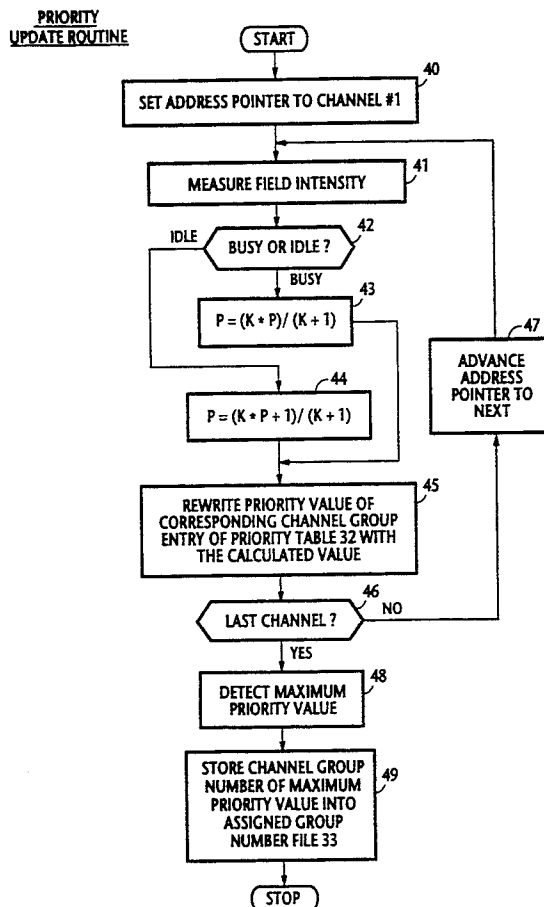 PRIORITY
UPDATE ROUTINE
START
40
SET ADDRESS POINTER TO CHANNEL #1
41
MEASURE FIELD INTENSITY
42
IDLE
BUSY OR IDLE ?
BUSY
43
P = (K * P) / (K + 1)
47
ADVANCE
ADDRESS
POINTER TO
NEXT
44
P = (K * P + 1) / (K + 1)
45
REWRITE PRIORITY VALUE OF
CORRESPONDING CHANNEL GROUP
ENTRY OF PRIORITY TABLE 32 WITH
THE CALCULATED VALUE
46
LAST CHANNEL ?
NO
YES
48
DETECT MAXIMUM
PRIORITY VALUE
49
STORE CHANNEL GROUP
NUMBER OF MAXIMUM
PRIORITY VALUE INTO
ASSIGNED GROUP
NUMBER FILE 33
STOP